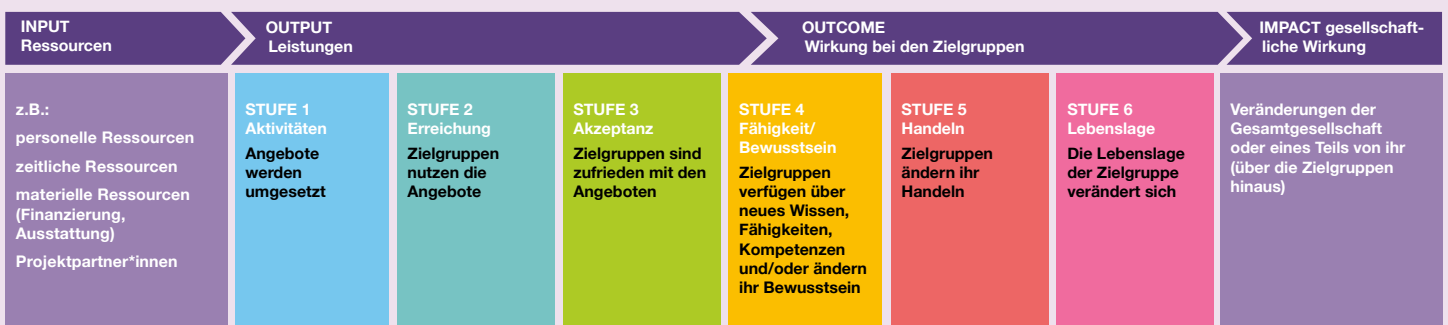 INPUT
Ressourcen
OUTPUT
Leistungen
OUTCOME
Wirkung bei den Zielgruppen
IMPACT gesellschaft-
liche Wirkung
z.B.:
personelle Ressourcen
zeitliche Ressourcen
materielle Ressourcen
(Finanzierung,
Ausstattung)
Projektpartner*innen
STUFE 1
Aktivitäten
Angebote
werden
umgesetzt
STUFE 2
Erreichung
Zielgruppen
nutzen die
Angebote
STUFE 3
Akzeptanz
Zielgruppen sind
zufrieden mit den
Angeboten
STUFE 4
Fähigkeit/
Bewusstsein
Zielgruppen
verfügen über
neues Wissen,
Fähigkeiten,
Kompetenzen
und/oder ändern
ihr Bewusstsein
STUFE 5
Handeln
Zielgruppen
ändern ihr
Handeln
STUFE 6
Lebenslage
Die Lebenslage
der Zielgruppe
verändert sich
Veränderungen der
Gesamtgesellschaft
oder eines Teils von ihr
(über die Zielgruppen
hinaus)